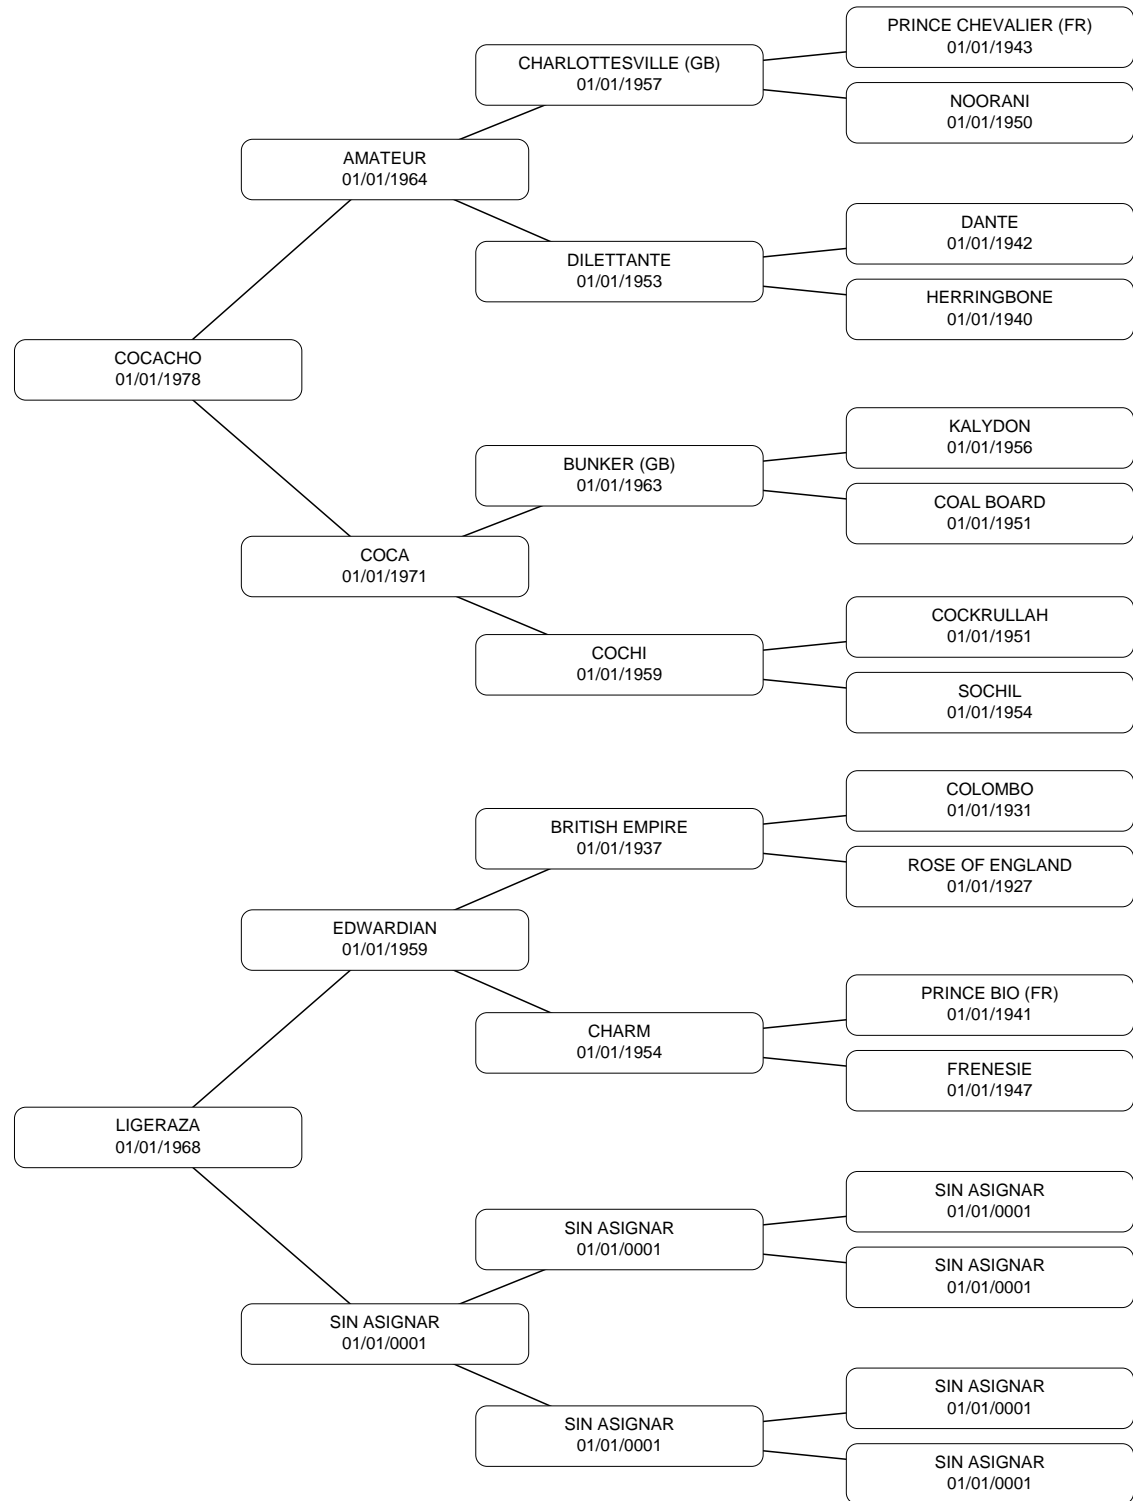 PRINCE CHEVALIER (FR)
01/01/1943
CHARLOTTESVILLE (GB)
01/01/1957
NOORANI
01/01/1950
AMATEUR
01/01/1964
DANTE
01/01/1942
DILETTANTE
01/01/1953
HERRINGBONE
01/01/1940
COCACHO
01/01/1978
KALYDON
01/01/1956
BUNKER (GB)
01/01/1963
COAL BOARD
01/01/1951
COCA
01/01/1971
COCKRULLAH
01/01/1951
COCHI
01/01/1959
SOCHIL
01/01/1954
COLOMBO
01/01/1931
BRITISH EMPIRE
01/01/1937
ROSE OF ENGLAND
01/01/1927
EDWARDIAN
01/01/1959
PRINCE BIO (FR)
01/01/1941
CHARM
01/01/1954
FRENESIE
01/01/1947
LIGERAZA
01/01/1968
SIN ASIGNAR
01/01/0001
SIN ASIGNAR
01/01/0001
SIN ASIGNAR
01/01/0001
SIN ASIGNAR
01/01/0001
SIN ASIGNAR
01/01/0001
SIN ASIGNAR
01/01/0001
SIN ASIGNAR
01/01/0001